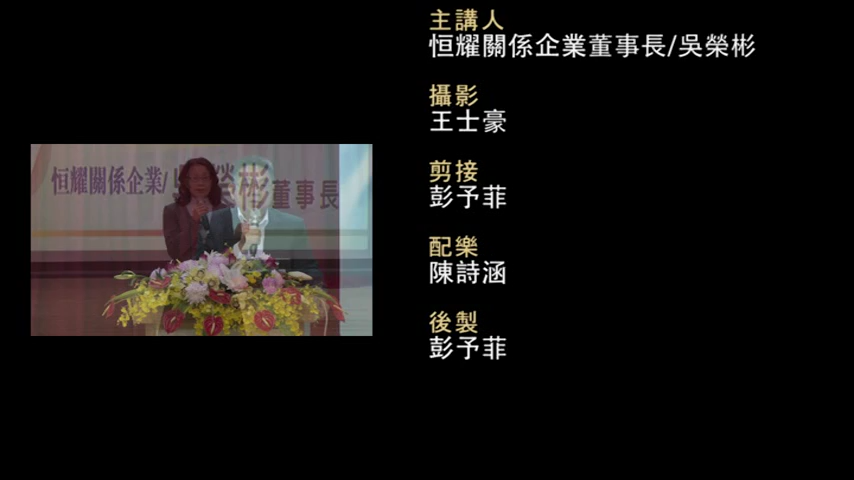 主講人
恒耀關係企業董事長/吳榮彬
攝影
王士豪
剪接
彭予菲
配樂
陳詩涵
後製
彭予菲
恒耀關係企業/吳榮彬董事長